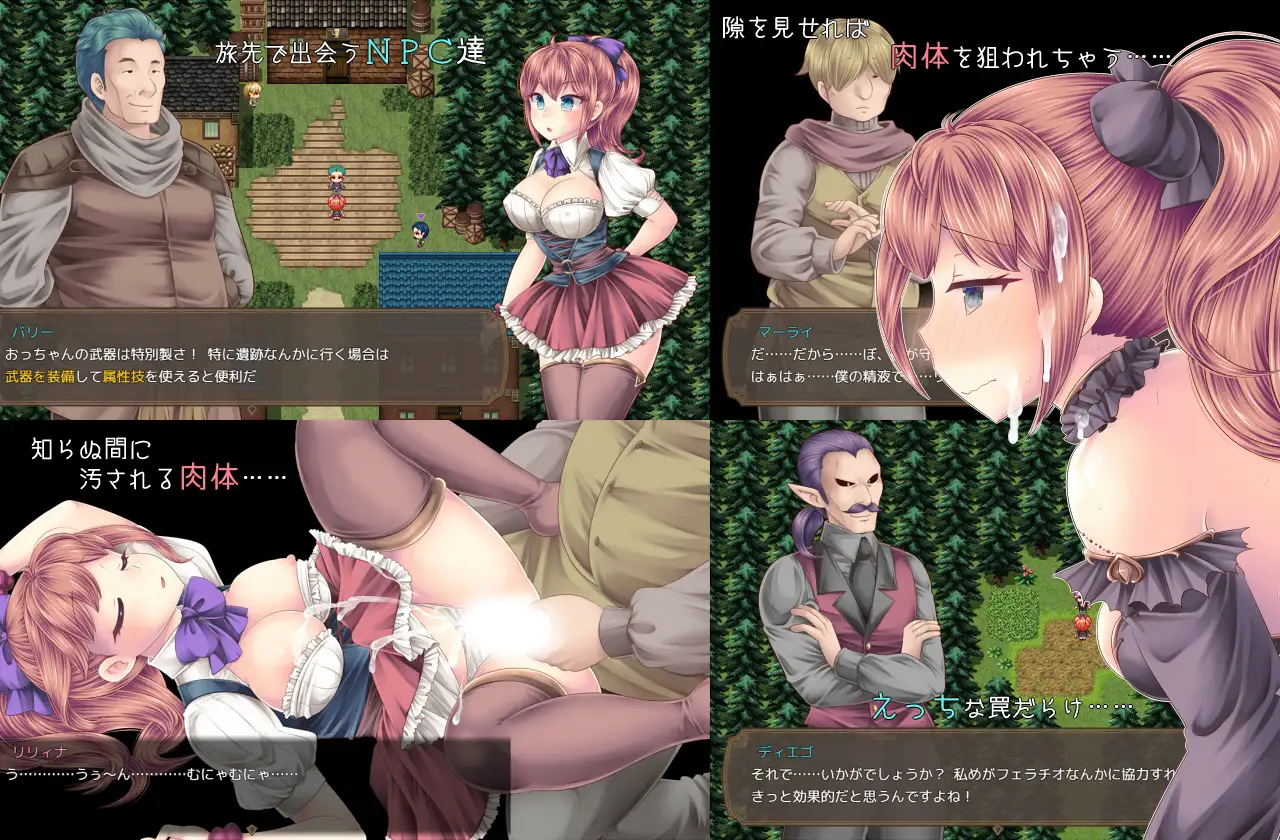 旅先で出会うNPC達
バリー
おっちゃんの武器は特別製さ! 特に遺跡なんかに行く場合は
武器を装備して属性技を使えると便利だ
隙を見せれば
肉体を狙われちゃう……
マーライ
だ……だから……ぼ、
が守
はぁはぁ……僕の精液で
知らぬ間に
汚される肉体……
リリィナ
う…………うぅ~ん…………むにゃむにゃ……
えっちな罠だらけ……
ディエゴ
それで……いかがでしょうか? 私めがフェラチオなんかに協力すれ
きっと効果的だと思うんですよね!